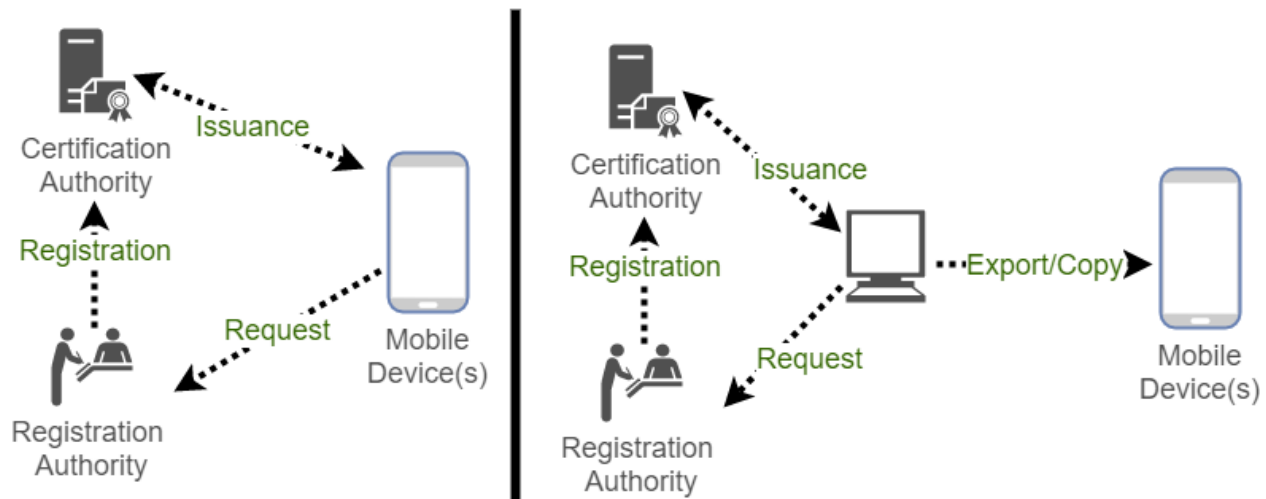 Issuance
Certification
Authority
Registration
Request
Mobile
Device(s)
Registration
Authority
Certification
Authority
Issuance
Registration
Export/Copy
Request
Mobile
Device(s)
Registration
Authority